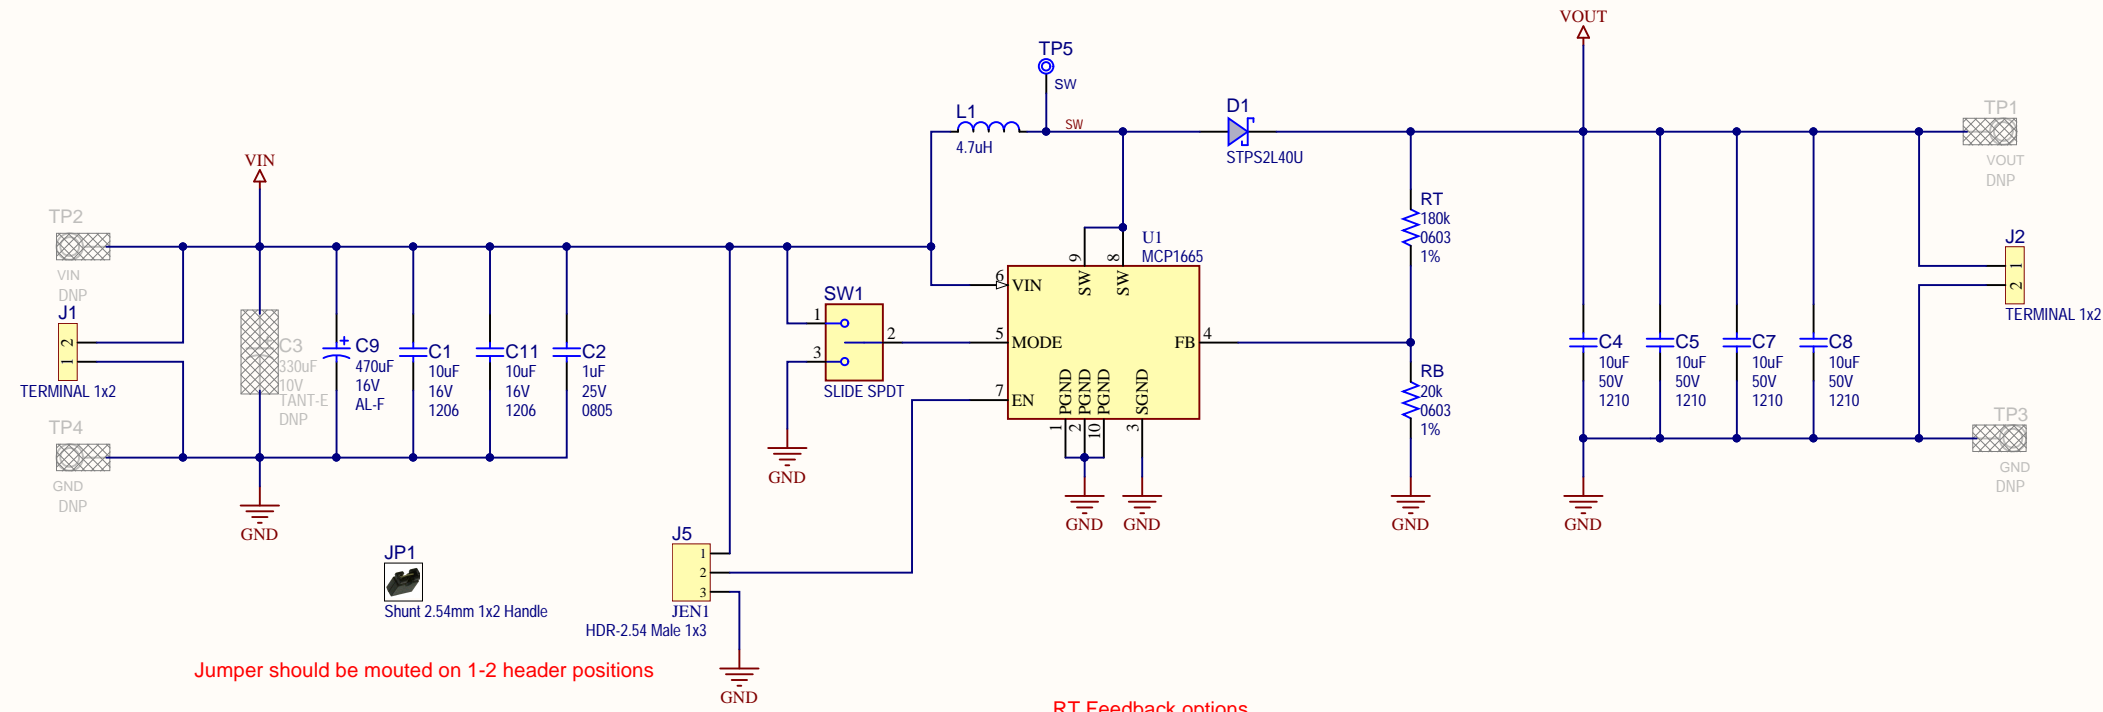 VOUT
TP5
SW
L1
4.7uH
SW
D1
STPS2L40U
TP1
VOUT
DNP
VIN
TP2
VIN
DNP
J1
2
1
TERMINAL 1x2
TP4
GND
DNP
C3
330uF
10V
TANT-E
DNP
GND
C9
470uF
16V
AL-F
C1
10uF
16V
1206
C11
10uF
16V
1206
C2
1uF
25V
0805
SW1
1
3
2
SLIDE SPDT
GND
U1
MCP1665
9
8
SW
SW
6
VIN
5
MODE
7
EN
FB
4
PGND
PGND
PGND
SGND
1
2
10
3
GND
GND
RT
180k
0603
1%
RB
20k
0603
1%
GND
C4
10uF
50V
1210
C5
10uF
50V
1210
C7
10uF
50V
1210
C8
10uF
50V
1210
GND
J2
1
2
TERMINAL 1x2
TP3
GND
DNP
JP1
Shunt 2.54mm 1x2 Handle
J5
1
2
3
JEN1
HDR-2.54 Male 1x3
GND
Jumper should be mouted on 1-2 header positions
RT Feedback options